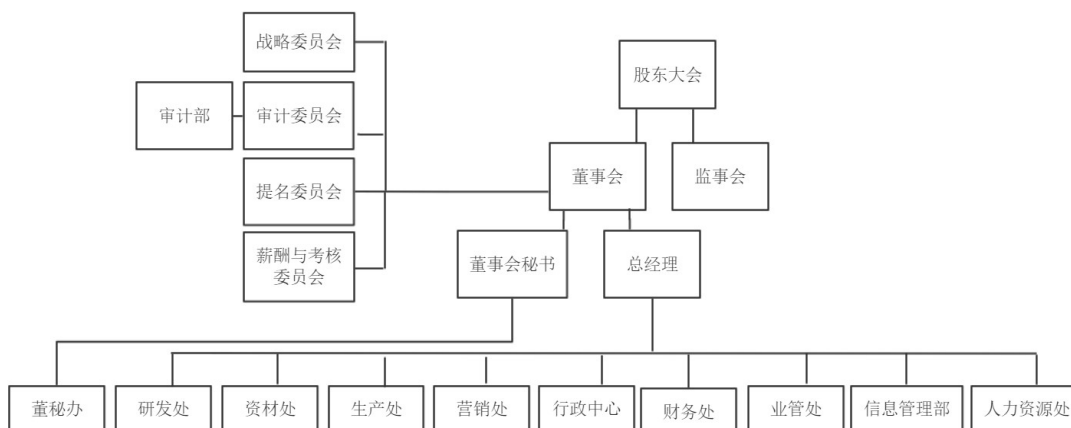 战略委员会
股东大会
审计部
审计委员会
董事会
监事会
提名委员会
薪酬与考核
委员会
董事会秘书
总经理
董秘办
研发处
资材处
生产处
营销处
行政中心
财务处
业管处
信息管理部
人力资源处